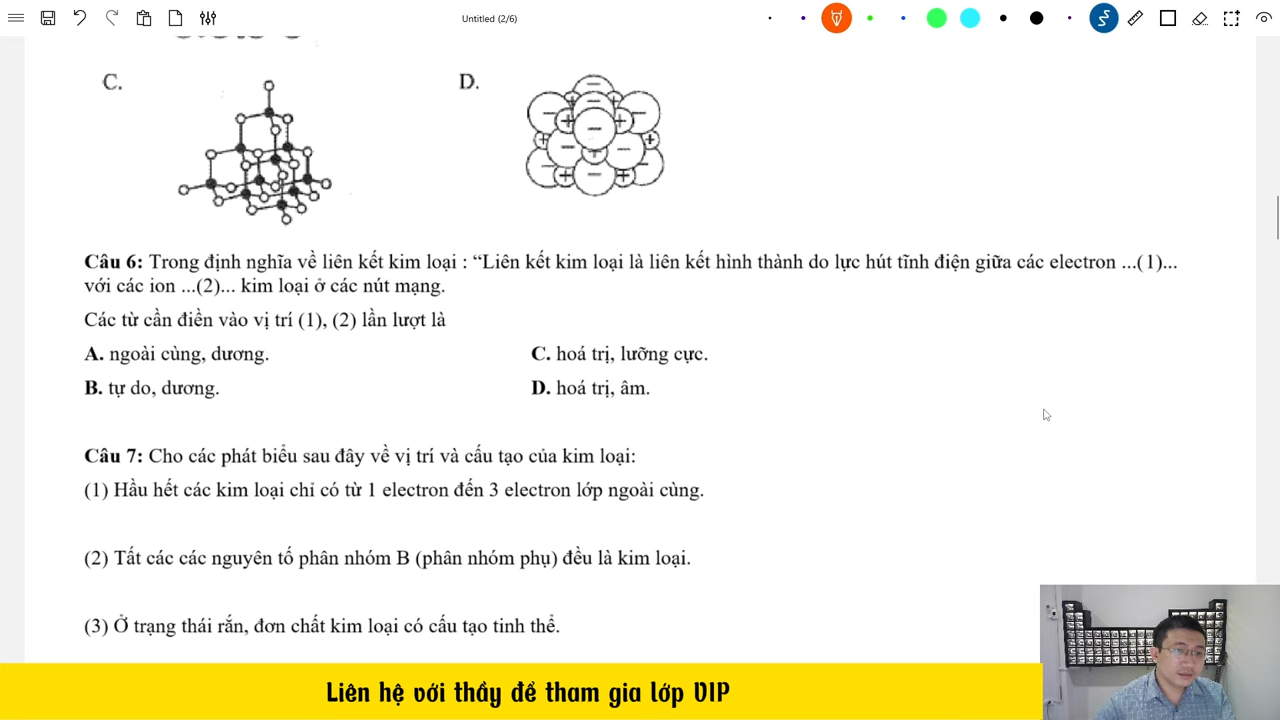 Untitled (2/6)
C.
D.
Câu 6: Trong định nghĩa về liên kết kim loại : “Liên kết kim loại là liên kết hình thành do lực hút tĩnh điện giữa các electron ...(1)...
với các ion ...(2)... kim loại ở các nút mạng.
Các từ cần điền vào vị trí (1), (2) lần lượt là
A. ngoài cùng, dương.
C. hoá trị, lưỡng cực.
B. tự do, dương.
D. hoá trị, âm.
Câu 7: Cho các phát biểu sau đây về vị trí và cấu tạo của kim loại:
(1) Hầu hết các kim loại chỉ có từ 1 electron đến 3 electron lớp ngoài cùng.
(2) Tất các các nguyên tố phân nhóm B (phân nhóm phụ) đều là kim loại.
(3) Ở trạng thái rắn, đơn chất kim loại có cấu tạo tinh thể.
Liên hệ với thầy để tham gia lớp VIP